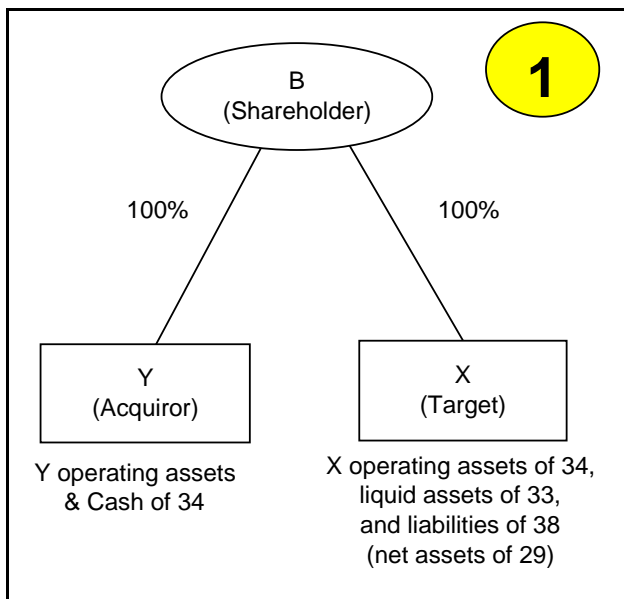 1
B
(Shareholder)
100%
100%
Y
(Acquiror)
X
(Target)
Y operating assets
& Cash of 34
X operating assets of 34,
liquid assets of 33,
and liabilities of 38
(net assets of 29)